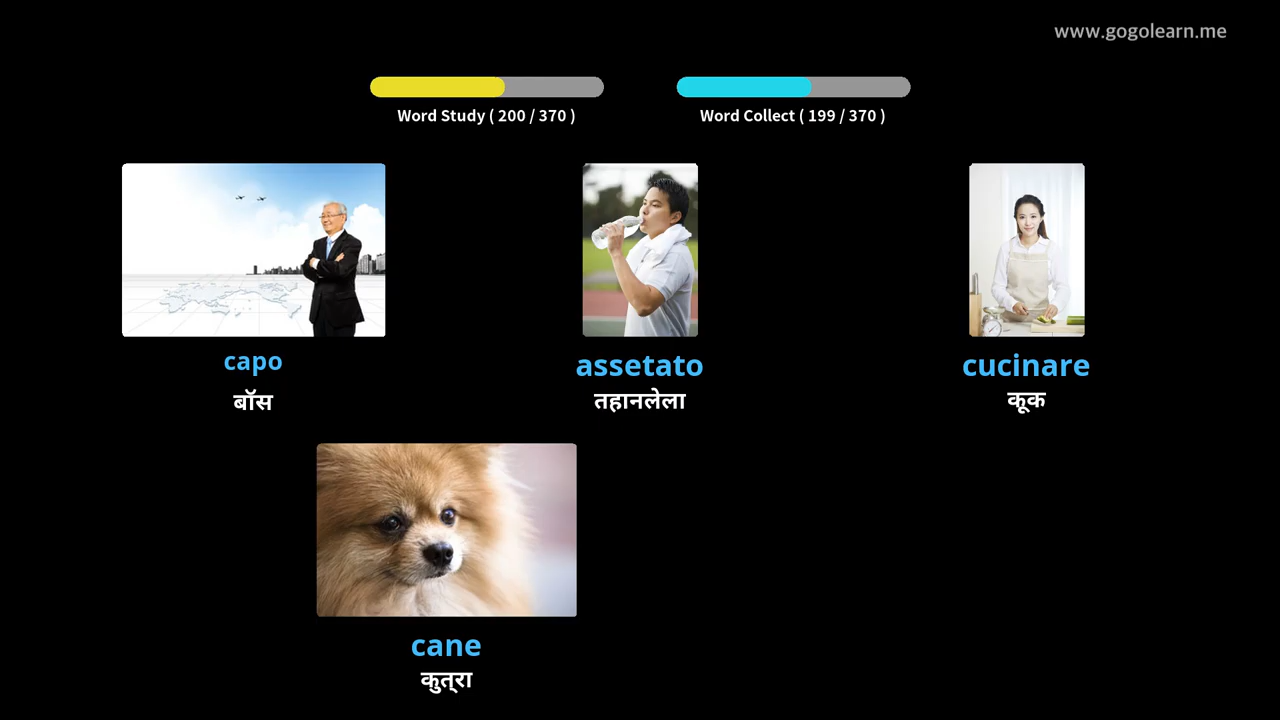 www.gogolearn.me
Word Study ( 200 / 370 )
Word Collect ( 199 / 370 )
capo
बॉस
assetato
तहानलेला
cucinare
कूक
cane
कुत्रा